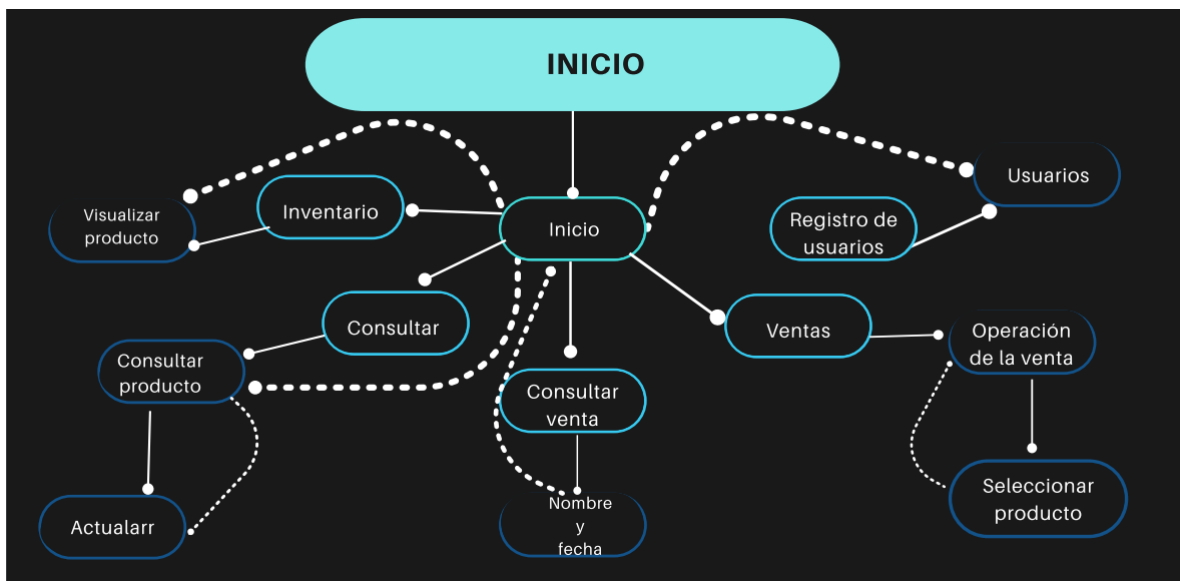 INICIO
Usuarios
Visualizar
producto
Inventario
Inicio
Registro de
usuarios
Consultar
Ventas
Operación
de la venta
Consultar
producto
Consultar
venta
Actualarr
Nombre
y
fecha
Seleccionar
producto